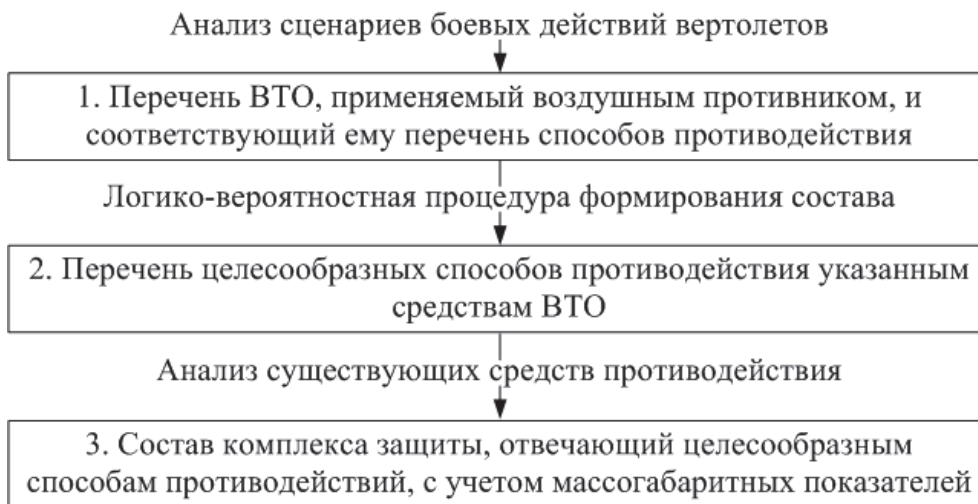 Анализ сценариев боевых действий вертолетов
1. Перечень ВТО, применяемый воздушным противником, и
соответствующий ему перечень способов противодействия
Логико-вероятностная процедура формирования состава
2. Перечень целесообразных способов противодействия указанным
средствам ВТО
Анализ существующих средств противодействия
3. Состав комплекса защиты, отвечающий целесообразным
способам противодействий, с учетом массогабаритных показателей